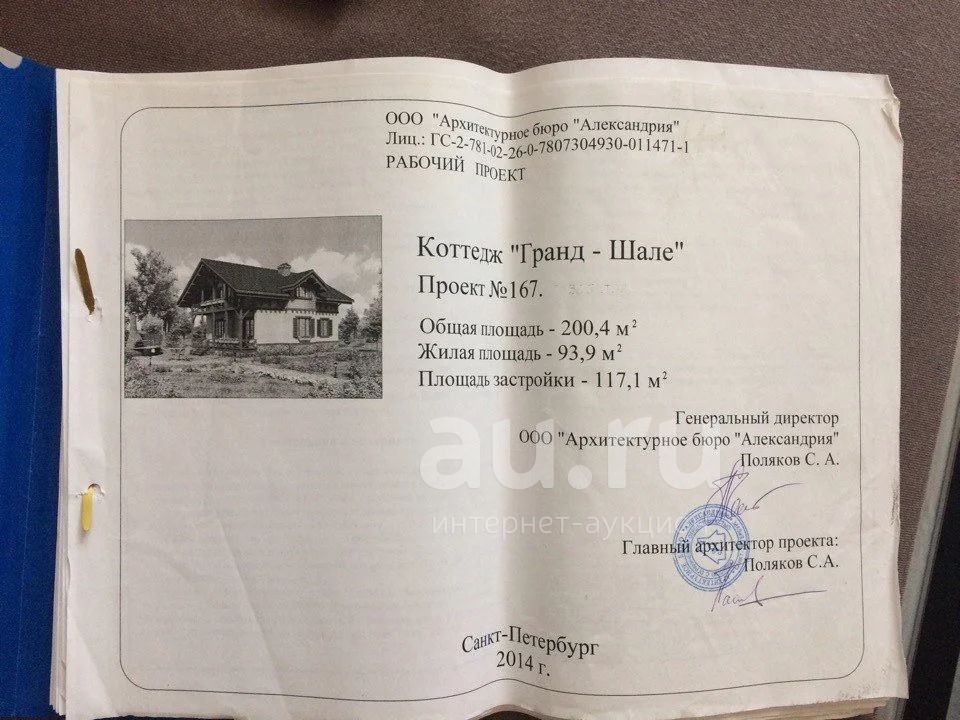 ООО "Архитектурное бюро "Александрия"
Лиц.: ГС-2-781-02-26-0-7807304930-011471-1
РАБОЧИЙ ПРОЕКТ
Коттедж "Гранд - Шале"
Проект №167.
Общая площадь - 200,4 м²
Жилая площадь - 93,9 м²
Площадь застройки - 117,1 м²
Генеральный директор
ООО "Архитектурное бюро "Александрия"
Поляков С. А.
au.ru
интернет-аукцио
Главный архитектор проекта:
Поляков С.А.
Санкт-Петербург
2014 г.